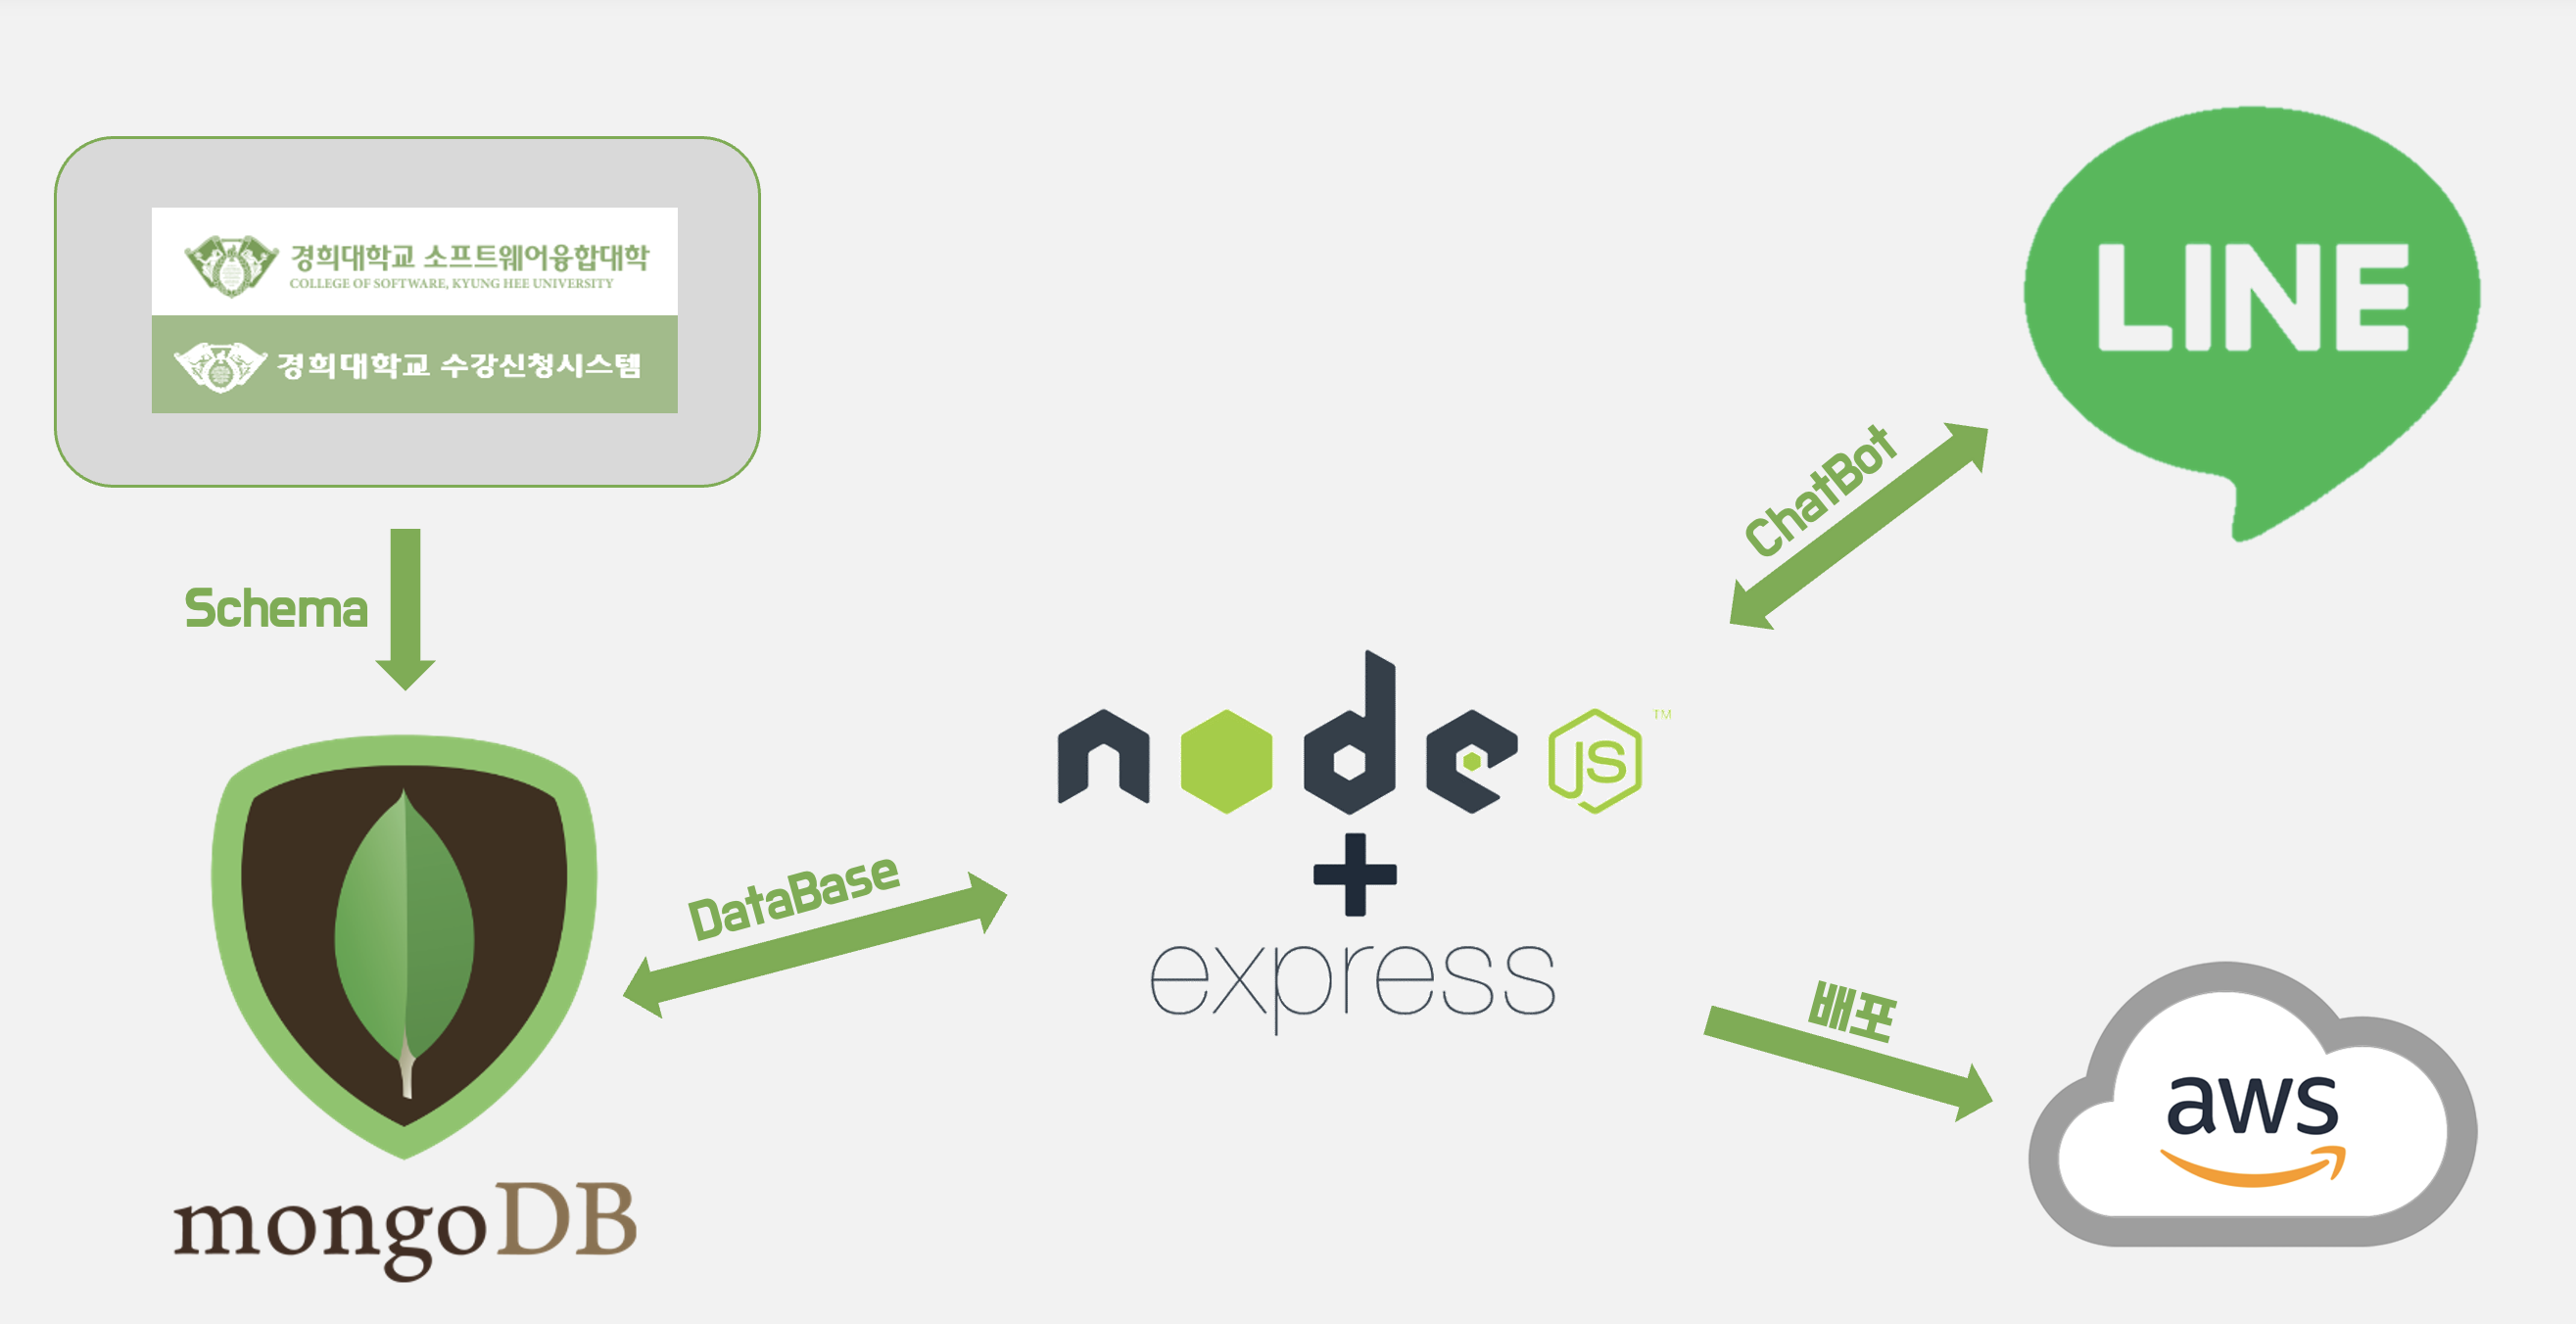 경희대학교 소프트웨어융합대학
COLLEGE OF SOFTWARE, KYUNG HEE UNIVERSITY
경희대학교 수강신청시스템
Schema
mongoDB
DataBase
node JS TM
+
express
ChatBot
LINE
배포
aws